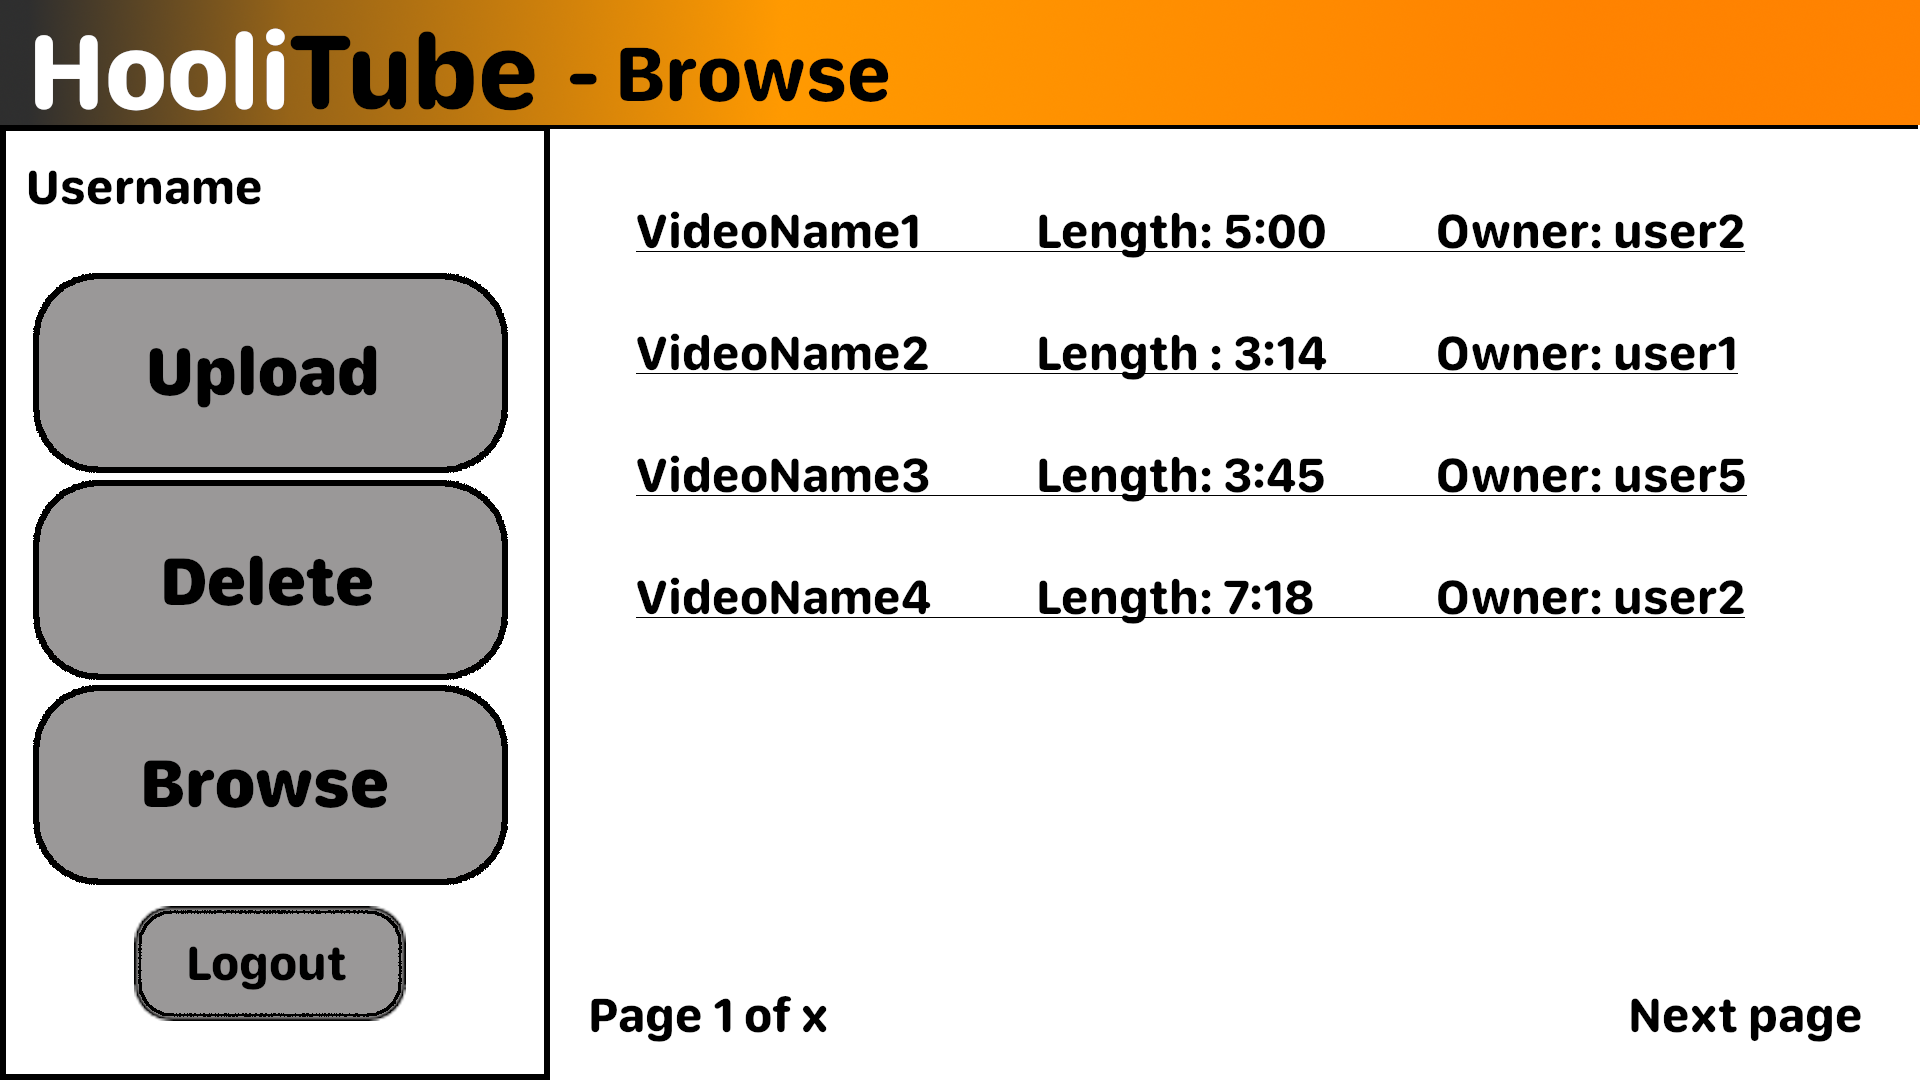 HooliTube - Browse
Username
Upload
Delete
Browse
Logout
VideoName1 Length: 5:00 Owner: user2
VideoName2 Length : 3:14 Owner: user1
VideoName3 Length: 3:45 Owner: user5
VideoName4 Length: 7:18 Owner: user2
Page 1 of x
Next page